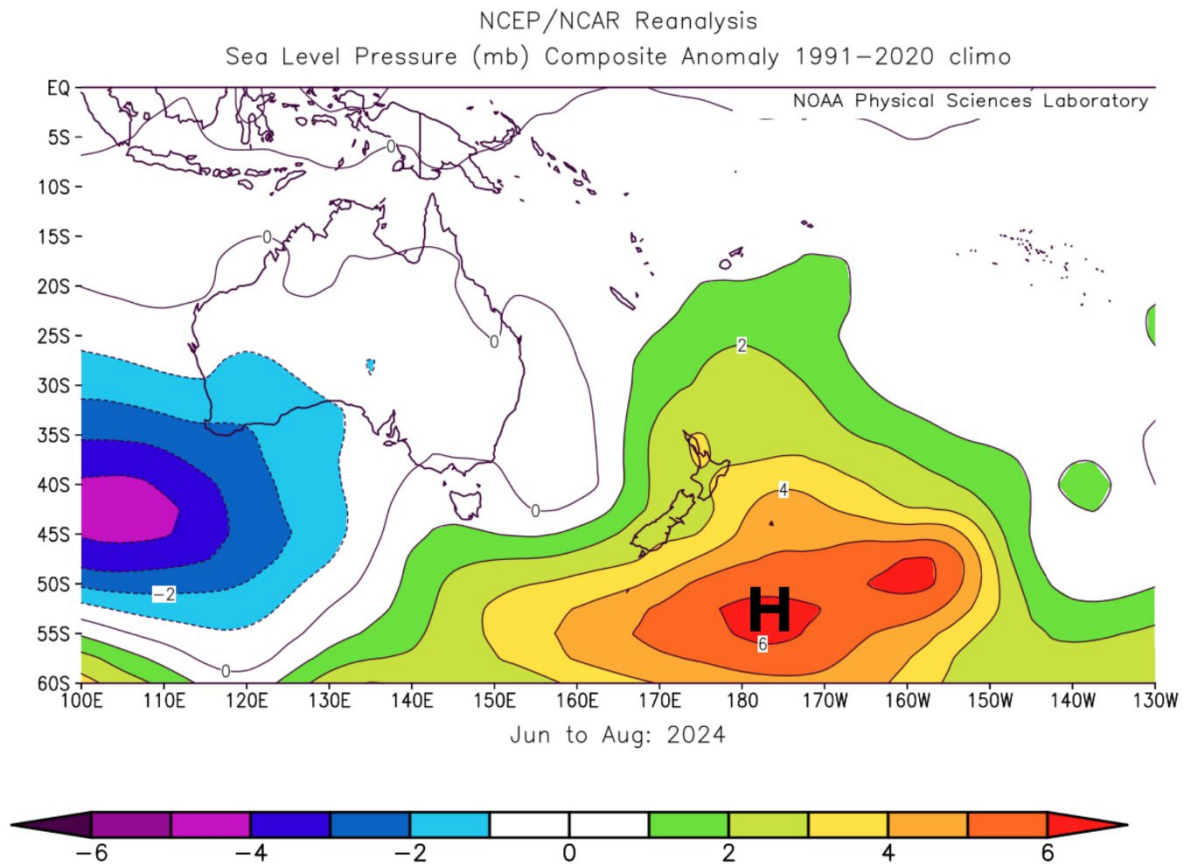 NCEP/NCAR Reanalysis
Sea Level Pressure (mb) Composite Anomaly 1991-2020 climo
EQ
NOAA Physical Sciences Laboratory
5S
0
10S
15S
0
20S
25S
0
2
30S
35S
40S
4
0
45S
50S
-2
H
55S
6
0
60S
100E 110E 120E 130E 140E 150E 160E 170E 180 170W 160W 150W 140W 130W
Jun to Aug: 2024
-6 -4 -2 0 2 4 6